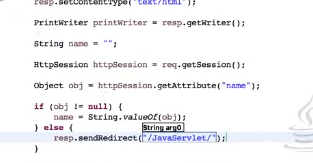 resp.setContentType("text/html");
PrintWriter printWriter = resp.getWriter();
String name = "";
HttpSession httpSession = req.getSession();
Object obj = httpSession.getAttribute("name");
if (obj != null) {
name = String.valueOf(obj);
} else {
String arg0
resp.sendRedirect("/JavaServlet/");
}